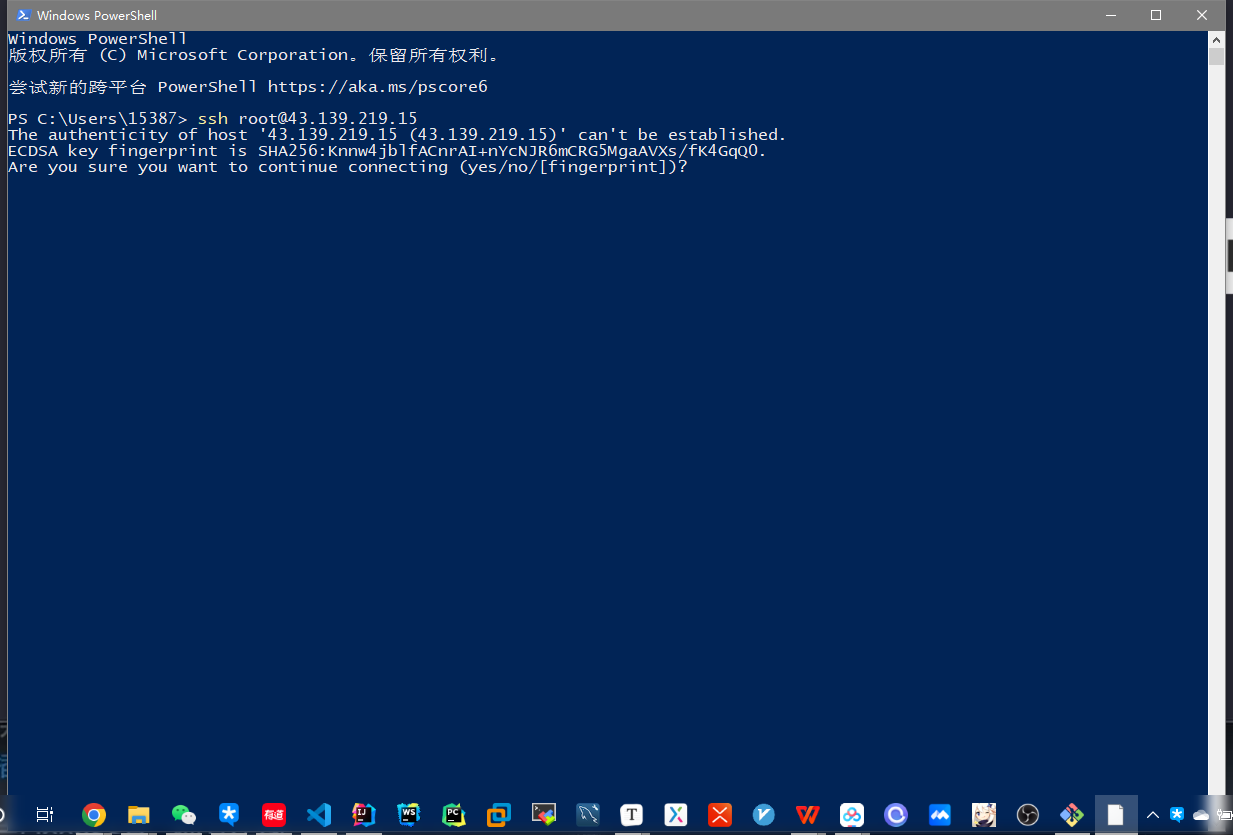 Windows PowerShell
Windows PowerShell
版权所有 (C) Microsoft Corporation。保留所有权利。
尝试新的跨平台 PowerShell https://aka.ms/pscore6
PS C:\Users\15387> ssh root@43.139.219.15
The authenticity of host '43.139.219.15 (43.139.219.15)' can't be established.
ECDSA key fingerprint is SHA256:Knnw4jblfACnrAI+nYcNJR6mCRG5MgaAVXs/fK4GqQ0.
Are you sure you want to continue connecting (yes/no/[fingerprint])?
有道
IJ
WS
PC
T